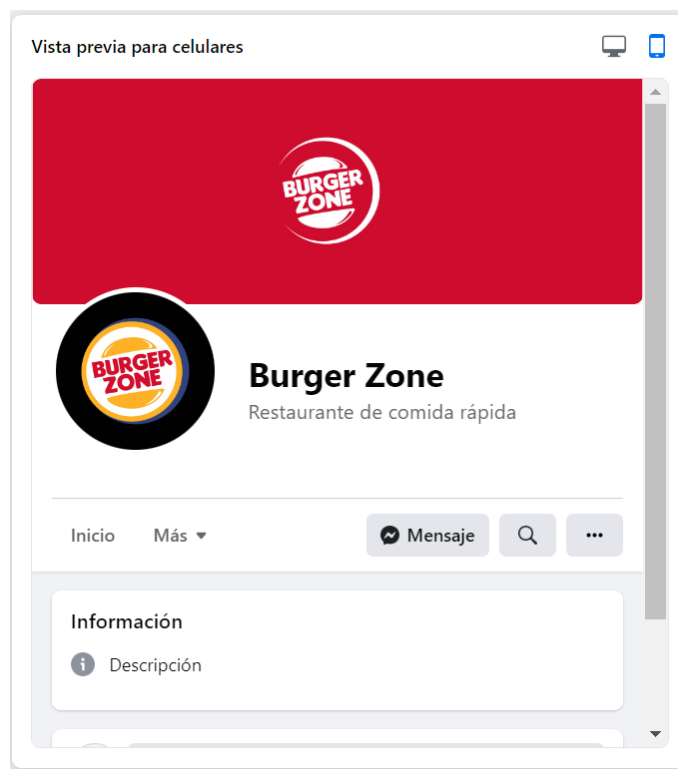 Vista previa para celulares
BURGER
ZONE
BURGER
ZONE
Burger Zone
Restaurante de comida rápida
Inicio
Más
Mensaje
Información
Descripción